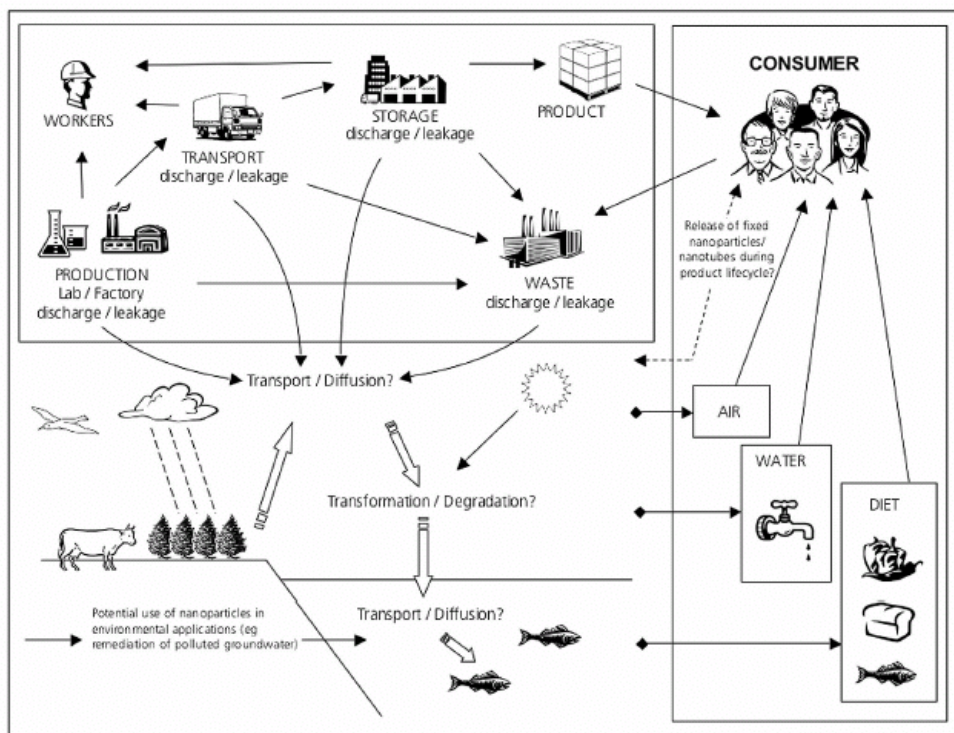 WORKERS
TRANSPORT
discharge / leakage
STORAGE
discharge / leakage
PRODUCT
CONSUMER
PRODUCTION
Lab / Factory
discharge / leakage
WASTE
discharge / leakage
Release of fixed
nanoparticles/
nanotubes during
product lifecycle?
Transport / Diffusion?
AIR
WATER
Transformation / Degradation?
DIET
Potential use of nanoparticles in
environmental applications (eg
remediation of polluted groundwater)
Transport / Diffusion?